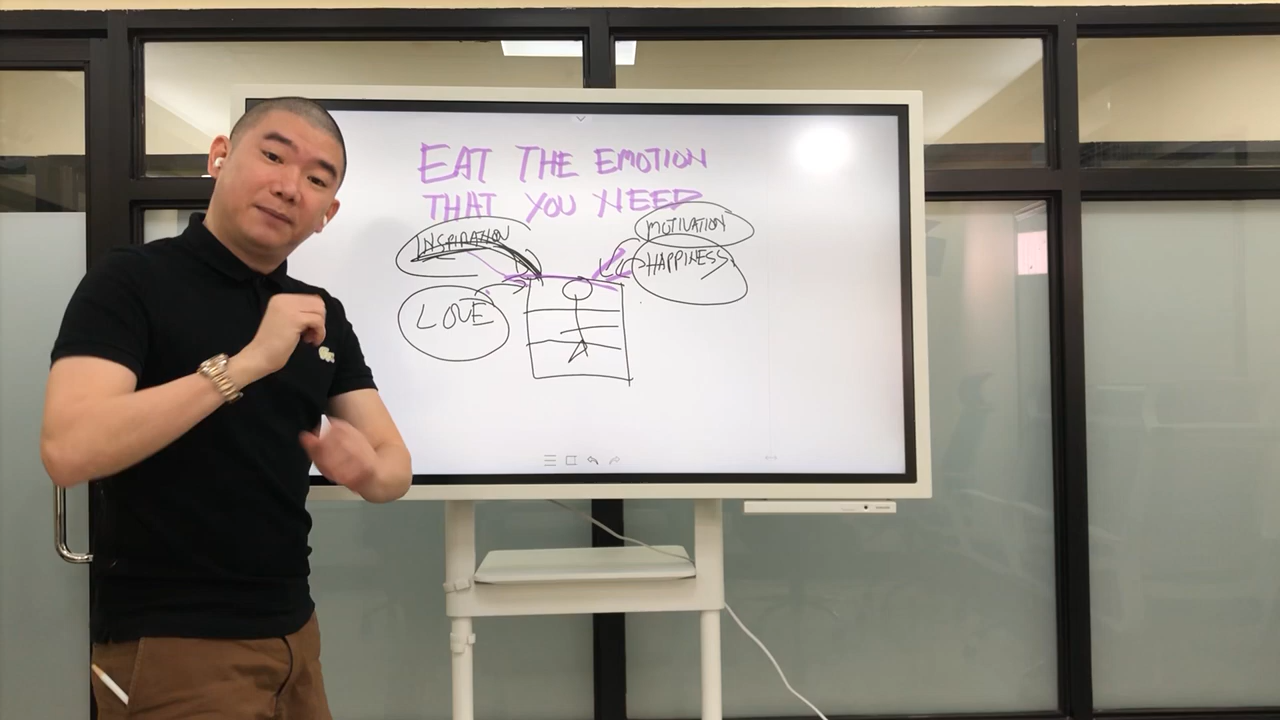 EAT THE EMOTION
THAT YOU NEED
INSPIRATION
MOTIVATION
HAPPINESS
LOVE